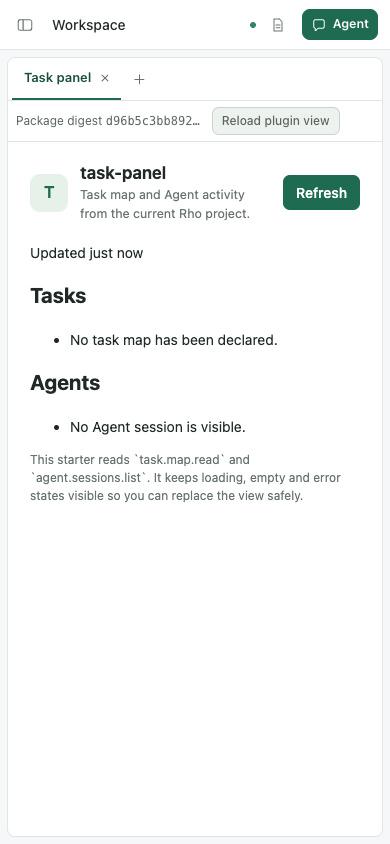 Workspace
Agent
Task panel ×
Package digest d96b5c3bb892… Reload plugin view
T
task-panel
Task map and Agent activity
from the current Rho project.
Refresh
Updated just now
Tasks
• No task map has been declared.
Agents
• No Agent session is visible.
This starter reads `task.map.read` and
`agent.sessions.list`. It keeps loading, empty and error
states visible so you can replace the view safely.